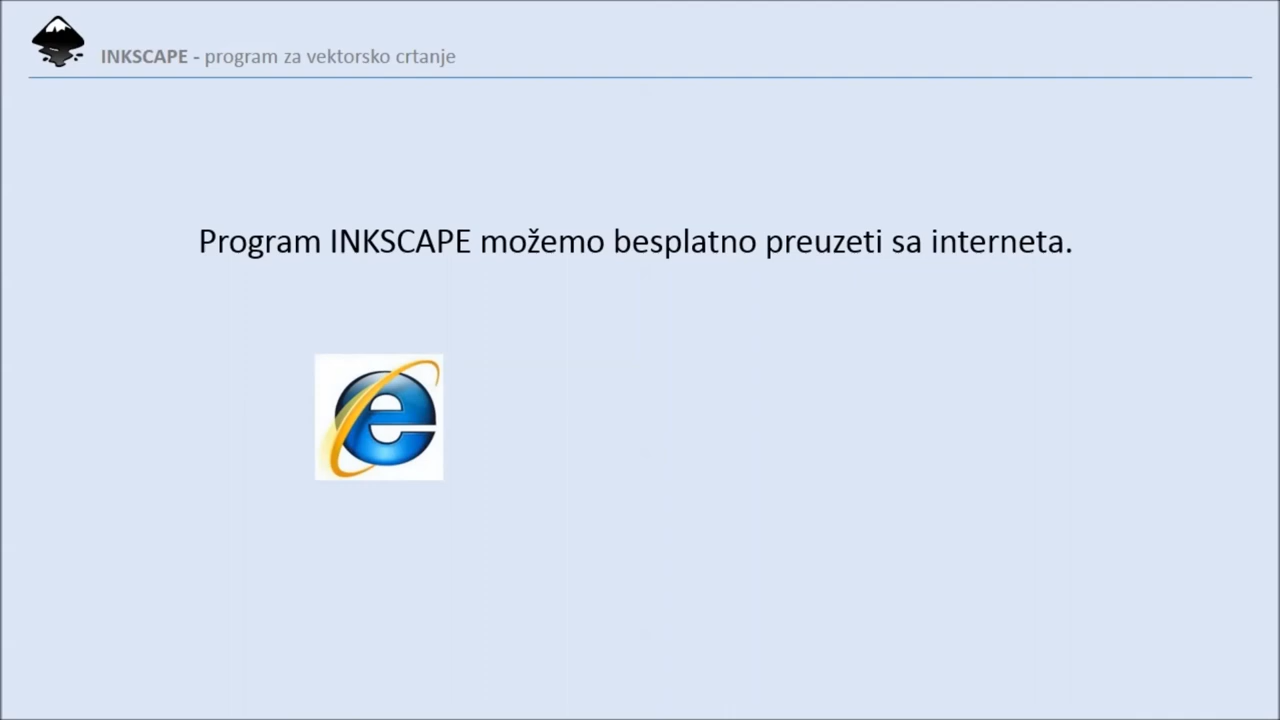 INKSCAPE - program za vektorsko crtanje
Program INKSCAPE možemo besplatno preuzeti sa interneta.